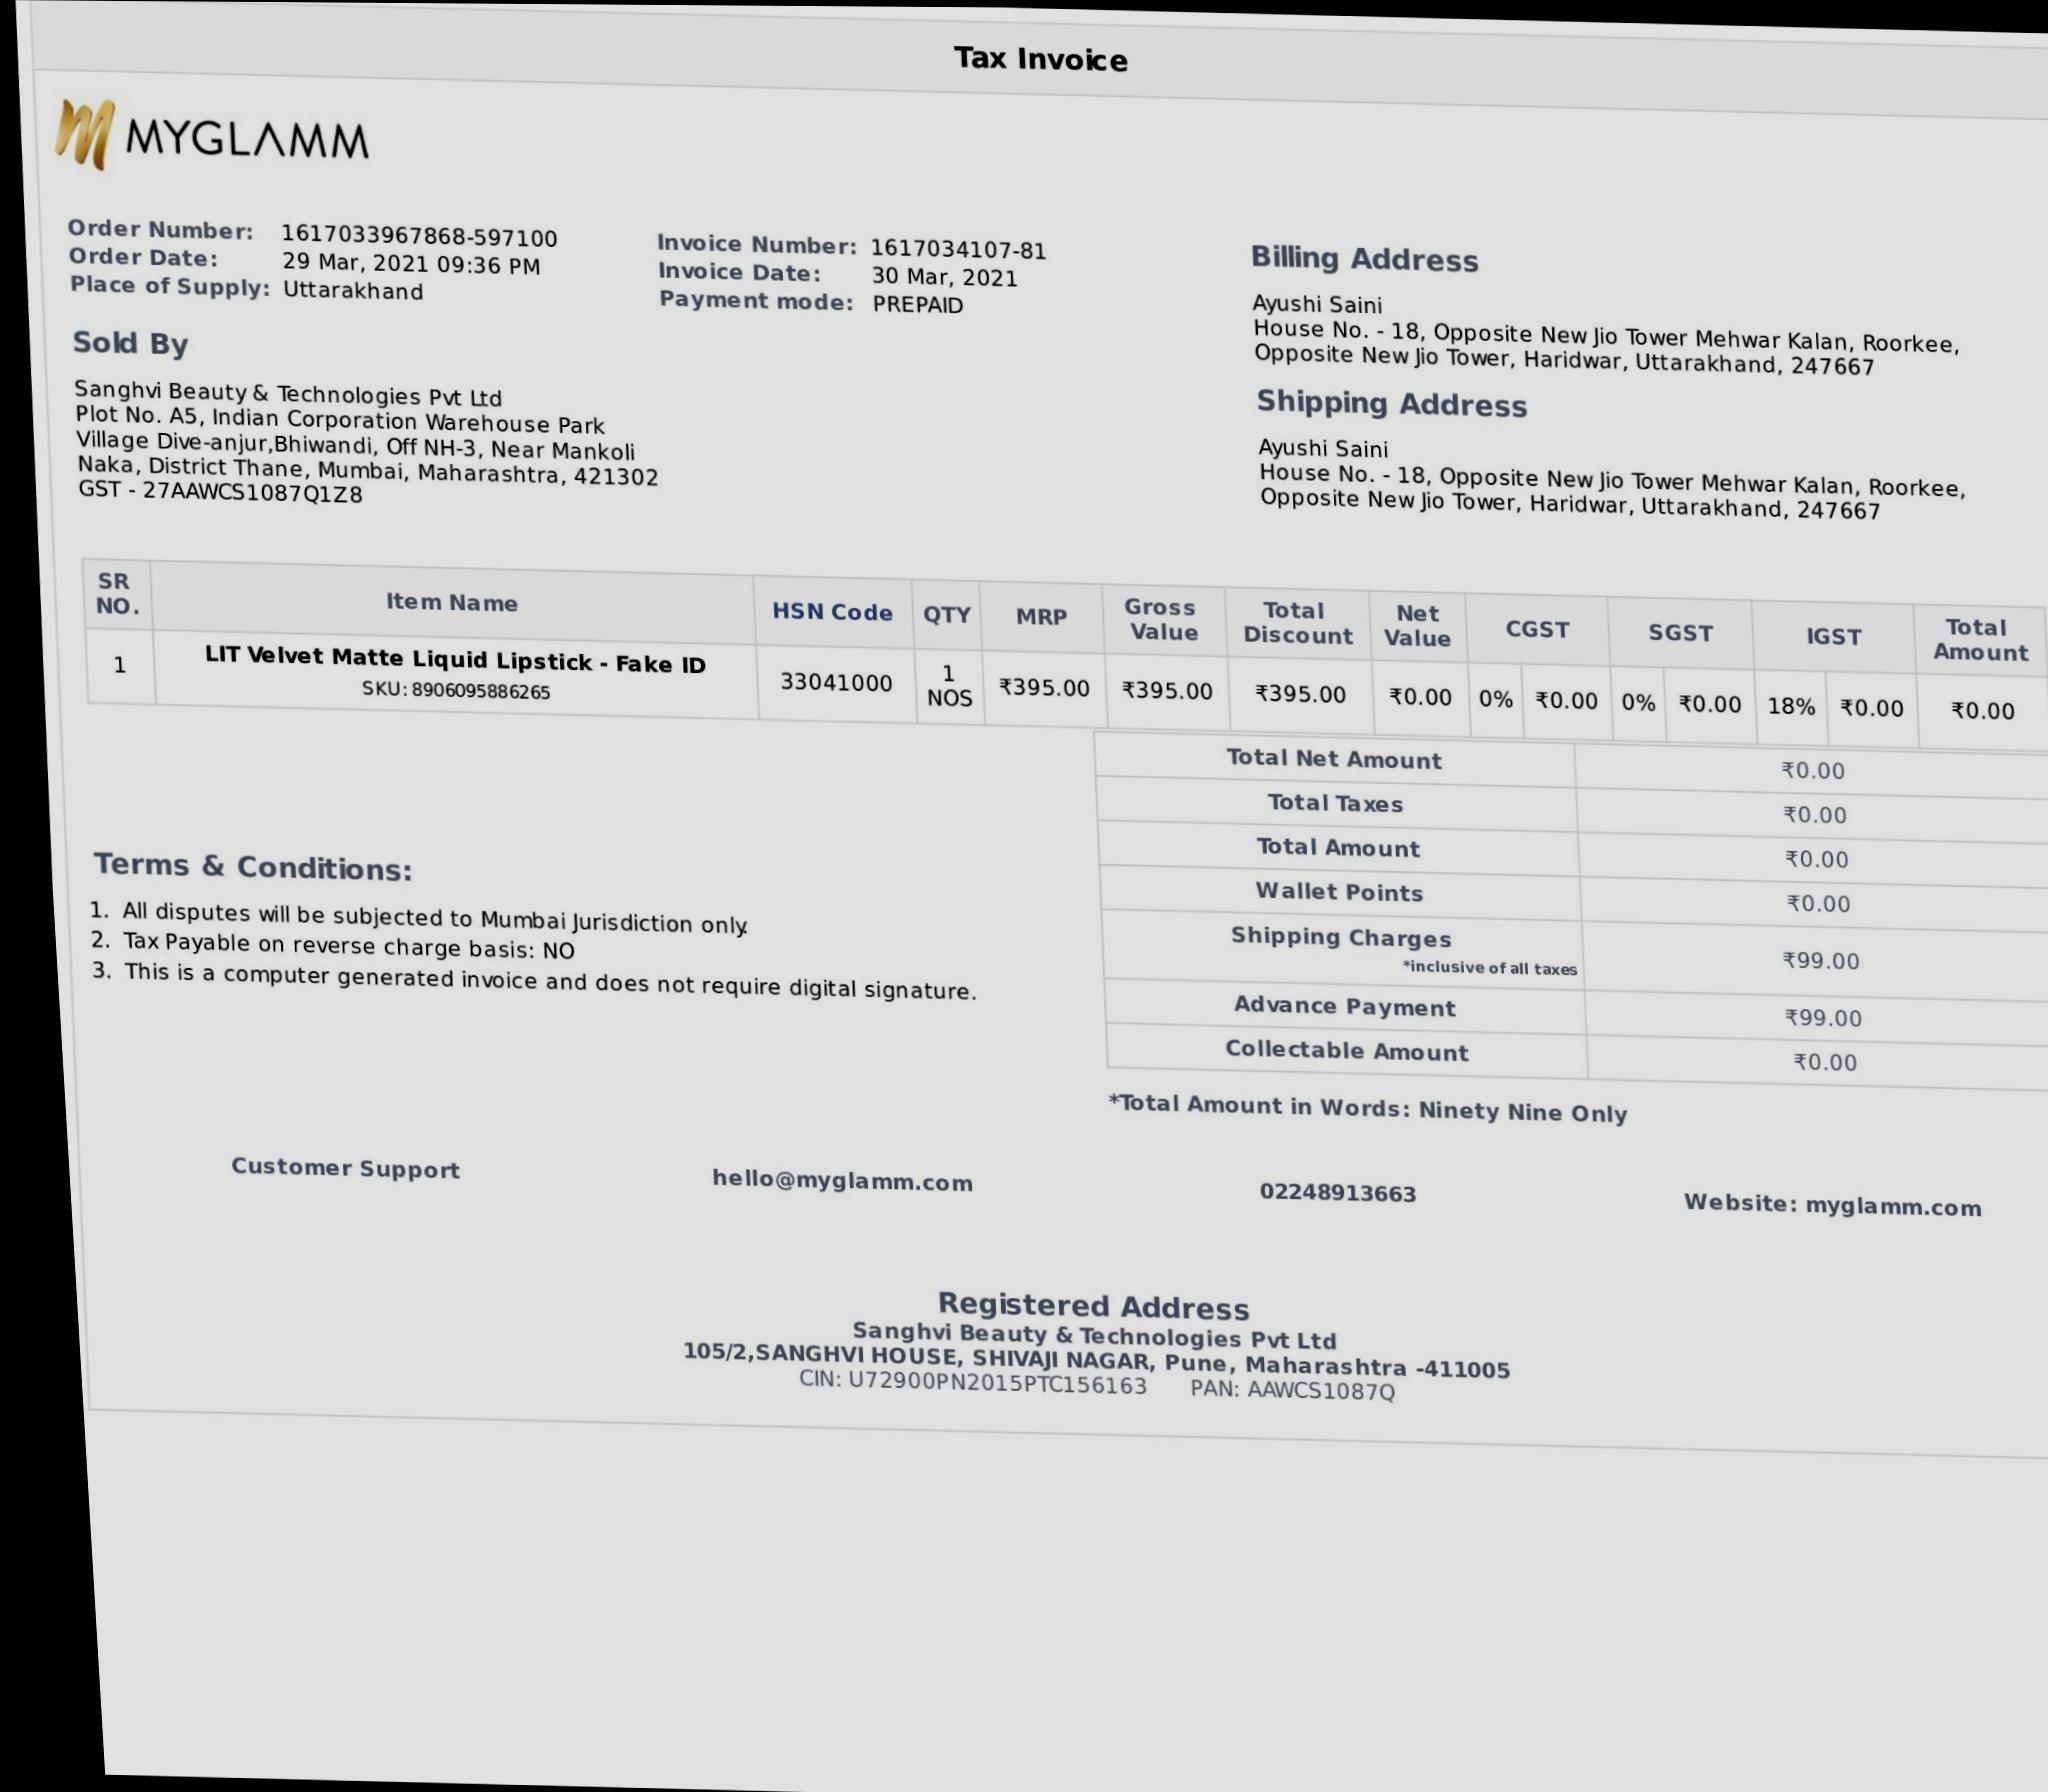 Tax Invoice
MYGLAMM
Order Number: 1617033967868-597100
Order Date: 29 Mar, 2021 09:36 PM
Place of Supply: Uttarakhand
Invoice Number: 1617034107-81
Invoice Date: 30 Mar, 2021
Payment mode: PREPAID
Sold By
Sanghvi Beauty & Technologies Pvt Ltd
Plot No. A5, Indian Corporation Warehouse Park
Village Dive-anjur,Bhiwandi, Off NH-3, Near Mankoli
Naka, District Thane, Mumbai, Maharashtra, 421302
GST - 27AAWCS1087Q1Z8
Billing Address
Ayushi Saini
House No. - 18, Opposite New Jio Tower Mehwar Kalan, Roorkee,
Opposite New Jio Tower, Haridwar, Uttarakhand, 247667
Shipping Address
Ayushi Saini
House No. - 18, Opposite New Jio Tower Mehwar Kalan, Roorkee,
Opposite New Jio Tower, Haridwar, Uttarakhand, 247667
SR NO. Item Name HSN Code QTY MRP Gross Value Total Discount Net Value CGST SGST IGST Total Amount
1 LIT Velvet Matte Liquid Lipstick - Fake ID 33041000 1 NOS ₹395.00 ₹395.00 ₹395.00 ₹0.00 0% ₹0.00 0% ₹0.00 18% ₹0.00 ₹0.00
SKU: 8906095886265
Total Net Amount ₹0.00
Total Taxes ₹0.00
Total Amount ₹0.00
Wallet Points ₹0.00
Shipping Charges ₹99.00
*inclusive of all taxes
Advance Payment ₹99.00
Collectable Amount ₹0.00
*Total Amount in Words: Ninety Nine Only
Terms & Conditions:
1. All disputes will be subjected to Mumbai Jurisdiction only.
2. Tax Payable on reverse charge basis: NO
3. This is a computer generated invoice and does not require digital signature.
Customer Support hello@myglamm.com 02248913663 Website: myglamm.com
Registered Address
Sanghvi Beauty & Technologies Pvt Ltd
105/2,SANGHVI HOUSE, SHIVAJI NAGAR, Pune, Maharashtra -411005
CIN: U72900PN2015PTC156163 PAN: AAWCS1087Q